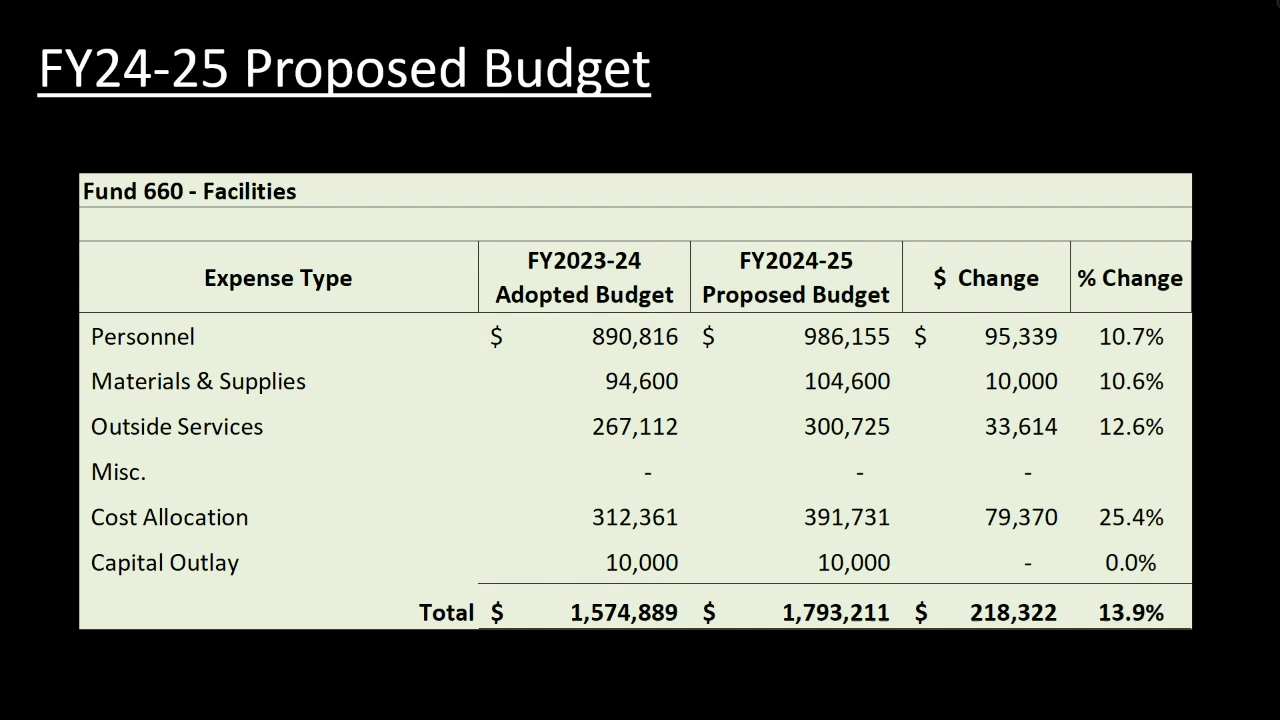 FY24-25 Proposed Budget
Fund 660 - Facilities
Expense Type FY2023-24 Adopted Budget FY2024-25 Proposed Budget $ Change % Change
Personnel $ 890,816 $ 986,155 $ 95,339 10.7%
Materials & Supplies 94,600 104,600 10,000 10.6%
Outside Services 267,112 300,725 33,614 12.6%
Misc. - - -
Cost Allocation 312,361 391,731 79,370 25.4%
Capital Outlay 10,000 10,000 - 0.0%
Total $ 1,574,889 $ 1,793,211 $ 218,322 13.9%